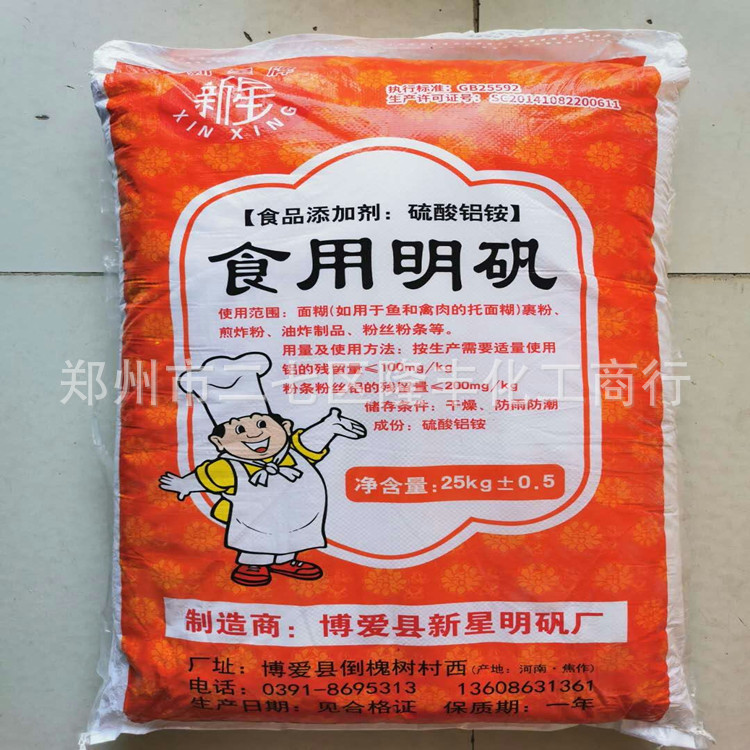 新星
XIN XING
执行标准：GB25592
生产许可证号：SC20141082200611
【食品添加剂：硫酸铝铵】
食用明矾
使用范围：面糊(如用于鱼和禽肉的托面糊)裹粉、
煎炸粉、油炸制品、粉丝粉条等。
用量及使用方法：按生产需要适量使用
铝的残留量≤100mg/kg
粉条粉丝铝的残留量≤200mg/kg
郑州市二七区隆丰化工商行
储存条件：干燥、防雨防潮
成份：硫酸铝铵
净含量:25kg±0.5
制造商：博爱县新星明矾厂
厂址：博爱县倒槐树村西(产地：河南·焦作)
电话：0391-8695313 13608631361
生产日期：见合格证 保质期：一年